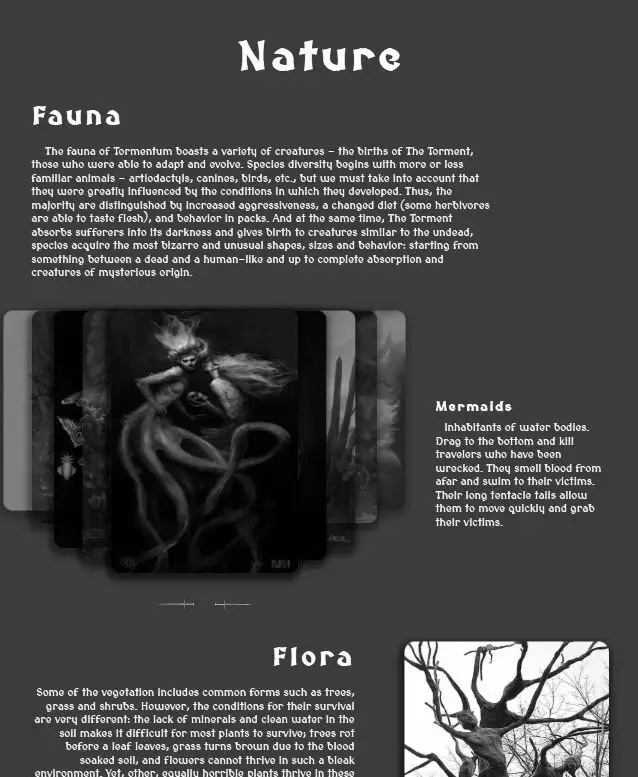 Nature
Fauna
The fauna of Tormentum boasts a variety of creatures – the births of The Torment,
those who were able to adapt and evolve. Species diversity begins with more or less
familiar animals – artiodactyls, canines, birds, etc., but we must take into account that
they were greatly influenced by the conditions in which they developed. Thus, the
majority are distinguished by increased aggressiveness, a changed diet (some herbivores
are able to taste flesh), and behavior in packs. And at the same time, The Torment
absorbs sufferers into its darkness and gives birth to creatures similar to the undead,
species acquire the most bizarre and unusual shapes, sizes and behavior: starting from
something between a dead and a human-like and up to complete absorption and
creatures of mysterious origin.
Mermaids
Inhabitants of water bodies.
Drag to the bottom and kill
travelers who have been
wrecked. They smell blood from
afar and swim to their victims.
Their long tentacle tails allow
them to move quickly and grab
their victims.
Flora
Some of the vegetation includes common forms such as trees,
grass and shrubs. However, the conditions for their survival
are very different: the lack of minerals and clean water in the
soil makes it difficult for most plants to survive; trees rot
before a leaf leaves, grass turns brown due to the blood
soaked soil, and flowers cannot thrive in such a bleak
environment. Yet, other, equally horrible plants thrive in these